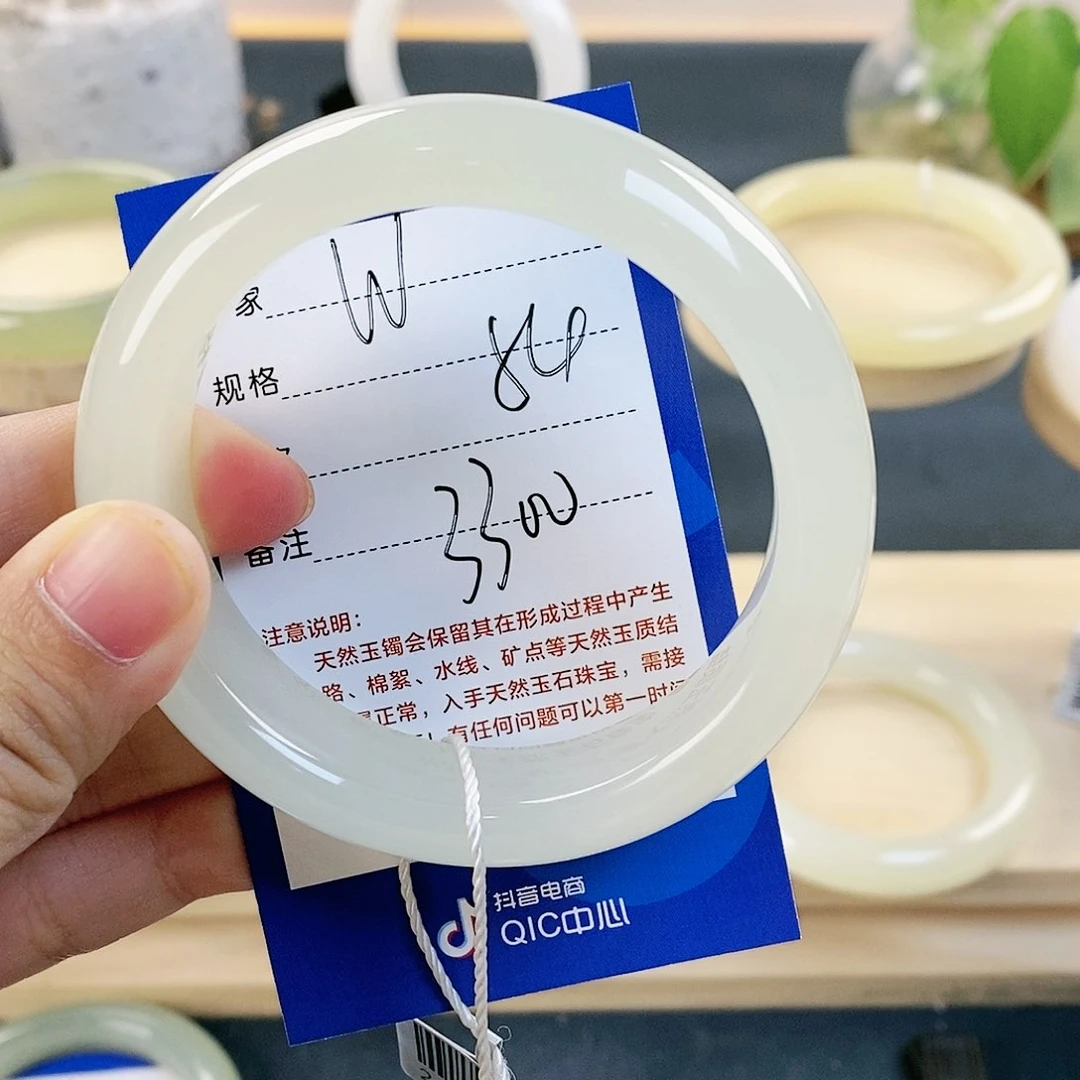 家 W
规格 84
备注 3300
注意说明:
天然玉镯会保留其在形成过程中产生
路、棉絮、水线、矿点等天然玉质结
正常，入手天然玉石珠宝，需接
有任何问题可以第一时间
抖音电商
QIC中心